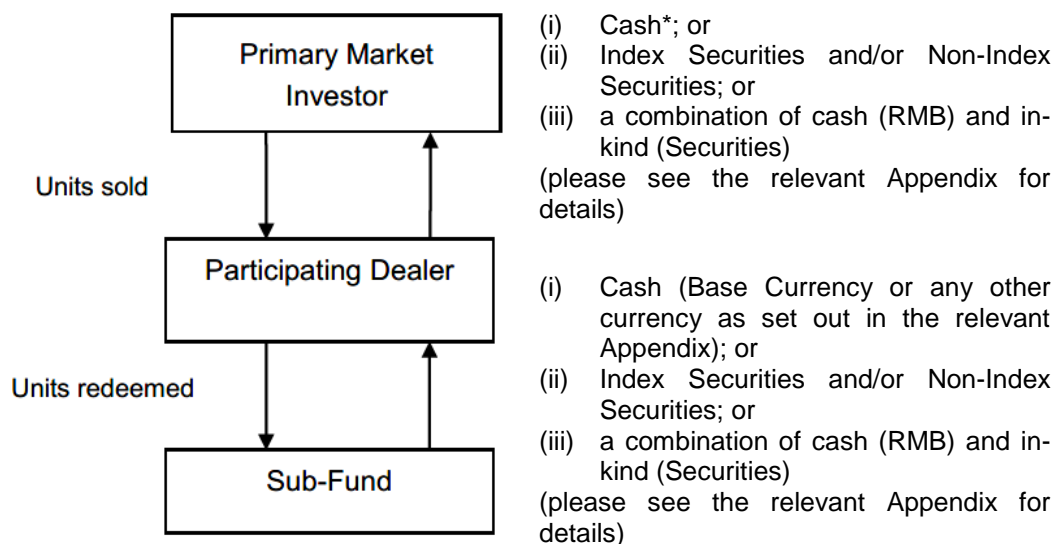 Primary Market
Investor
(i) Cash*; or
(ii) Index Securities and/or Non-Index
Securities; or
(iii) a combination of cash (RMB) and in-
kind (Securities)
(please see the relevant Appendix for
details)
Units sold
Participating Dealer
(i) Cash (Base Currency or any other
currency as set out in the relevant
Appendix); or
(ii) Index Securities and/or Non-Index
Securities; or
(iii) a combination of cash (RMB) and in-
kind (Securities)
(please see the relevant Appendix for
details)
Units redeemed
Sub-Fund